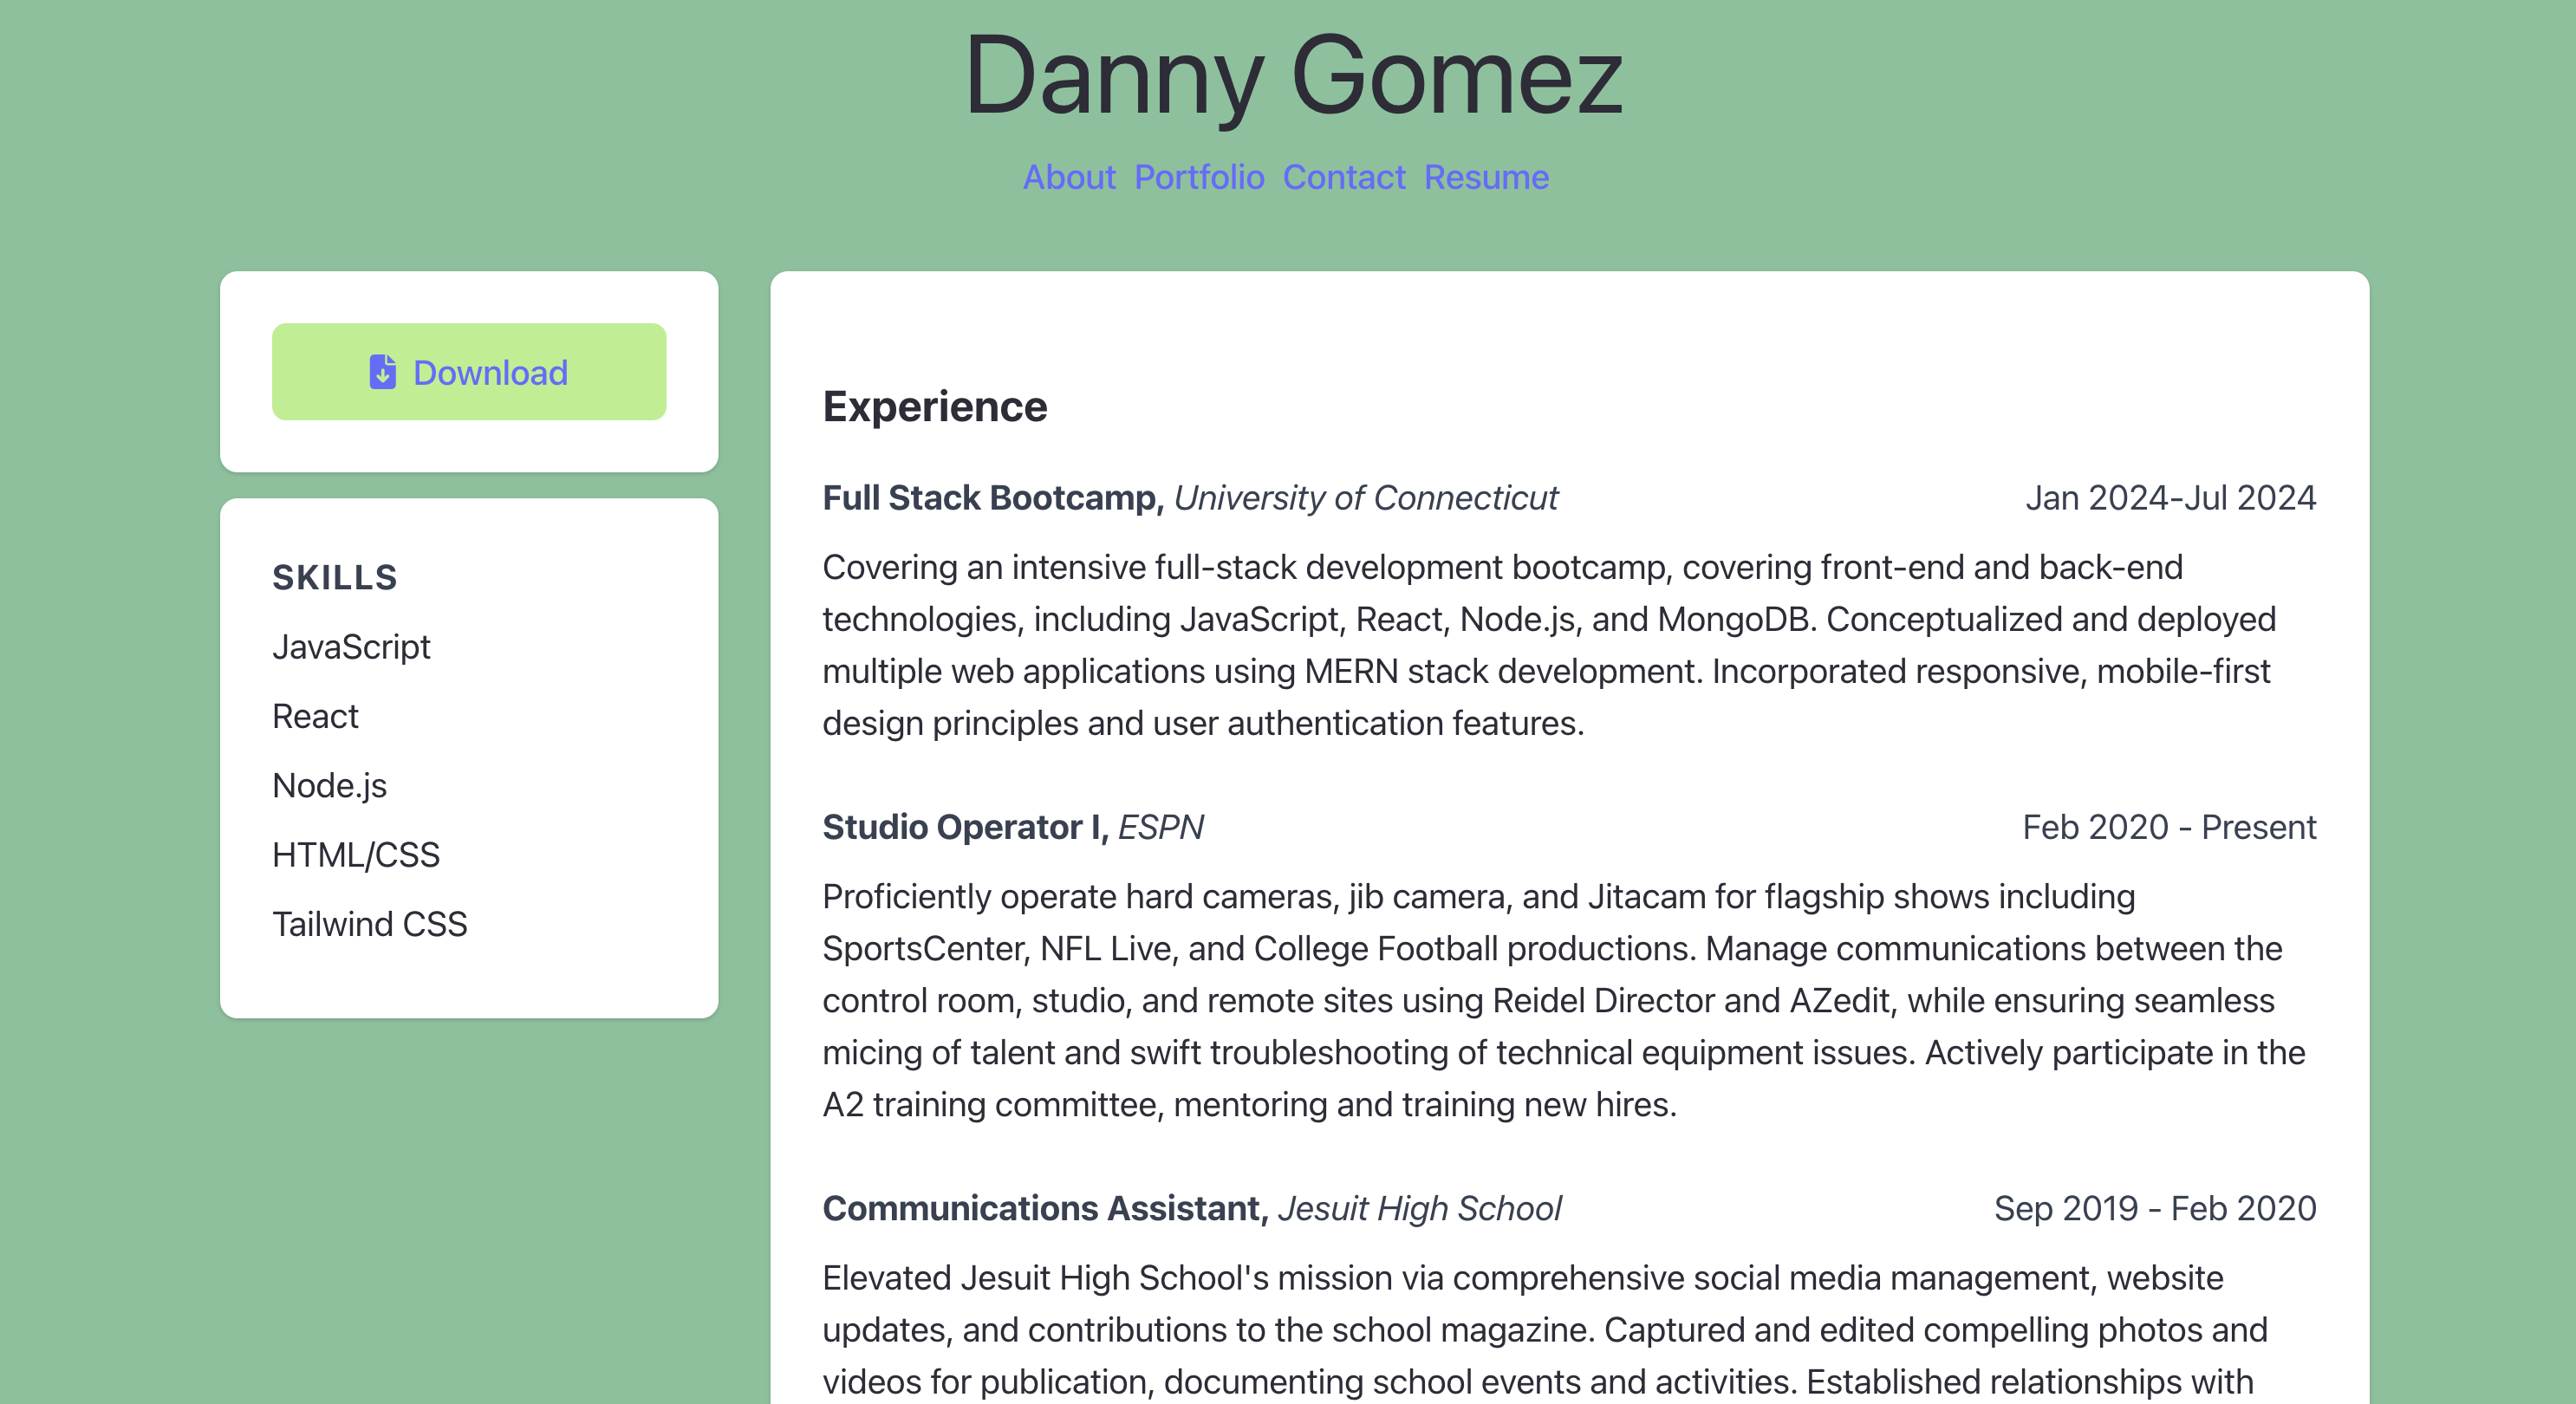 Danny Gomez
About Portfolio Contact Resume
Download
SKILLS
JavaScript
React
Node.js
HTML/CSS
Tailwind CSS
Experience
Full Stack Bootcamp, University of Connecticut Jan 2024-Jul 2024
Covering an intensive full-stack development bootcamp, covering front-end and back-end
technologies, including JavaScript, React, Node.js, and MongoDB. Conceptualized and deployed
multiple web applications using MERN stack development. Incorporated responsive, mobile-first
design principles and user authentication features.
Studio Operator I, ESPN Feb 2020 - Present
Proficiently operate hard cameras, jib camera, and Jitacam for flagship shows including
SportsCenter, NFL Live, and College Football productions. Manage communications between the
control room, studio, and remote sites using Reidel Director and AZedit, while ensuring seamless
micing of talent and swift troubleshooting of technical equipment issues. Actively participate in the
A2 training committee, mentoring and training new hires.
Communications Assistant, Jesuit High School Sep 2019 - Feb 2020
Elevated Jesuit High School's mission via comprehensive social media management, website
updates, and contributions to the school magazine. Captured and edited compelling photos and
videos for publication, documenting school events and activities. Established relationships with